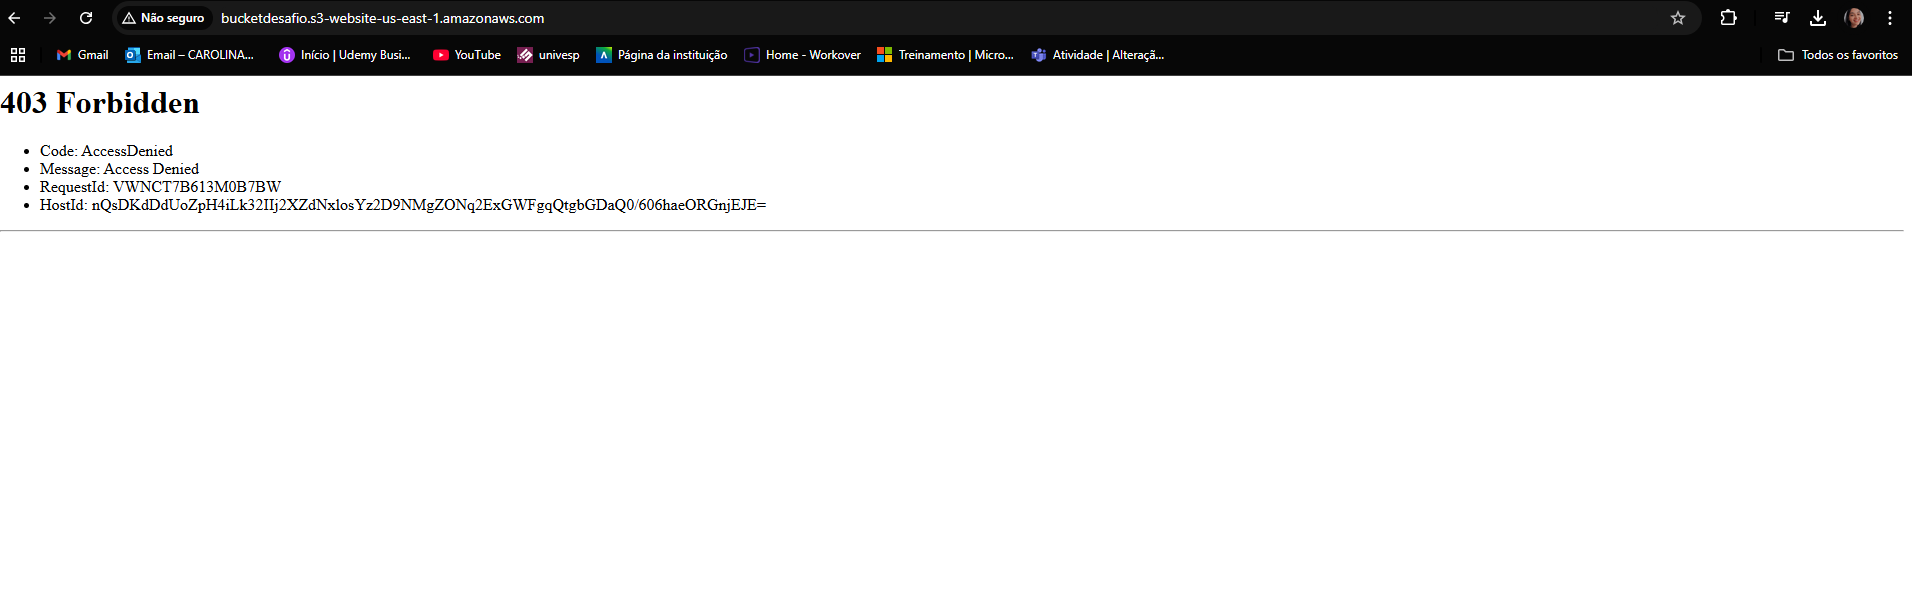 Não seguro bucketdesafio.s3-website-us-east-1.amazonaws.com
Gmail Email – CAROLINA... Início | Udemy Busi... YouTube univesp Página da instituição Home - Workover Treinamento | Micro... Atividade | Alteraçã... Todos os favoritos
403 Forbidden
Code: AccessDenied
Message: Access Denied
RequestId: VWNCT7B613M0B7BW
HostId: nQsDKdDdUoZpH4iLk32IIj2XZdNxlosYz2D9NMgZONq2ExGWFgqQtgbGDaQ0/606haeORGnjEJE=